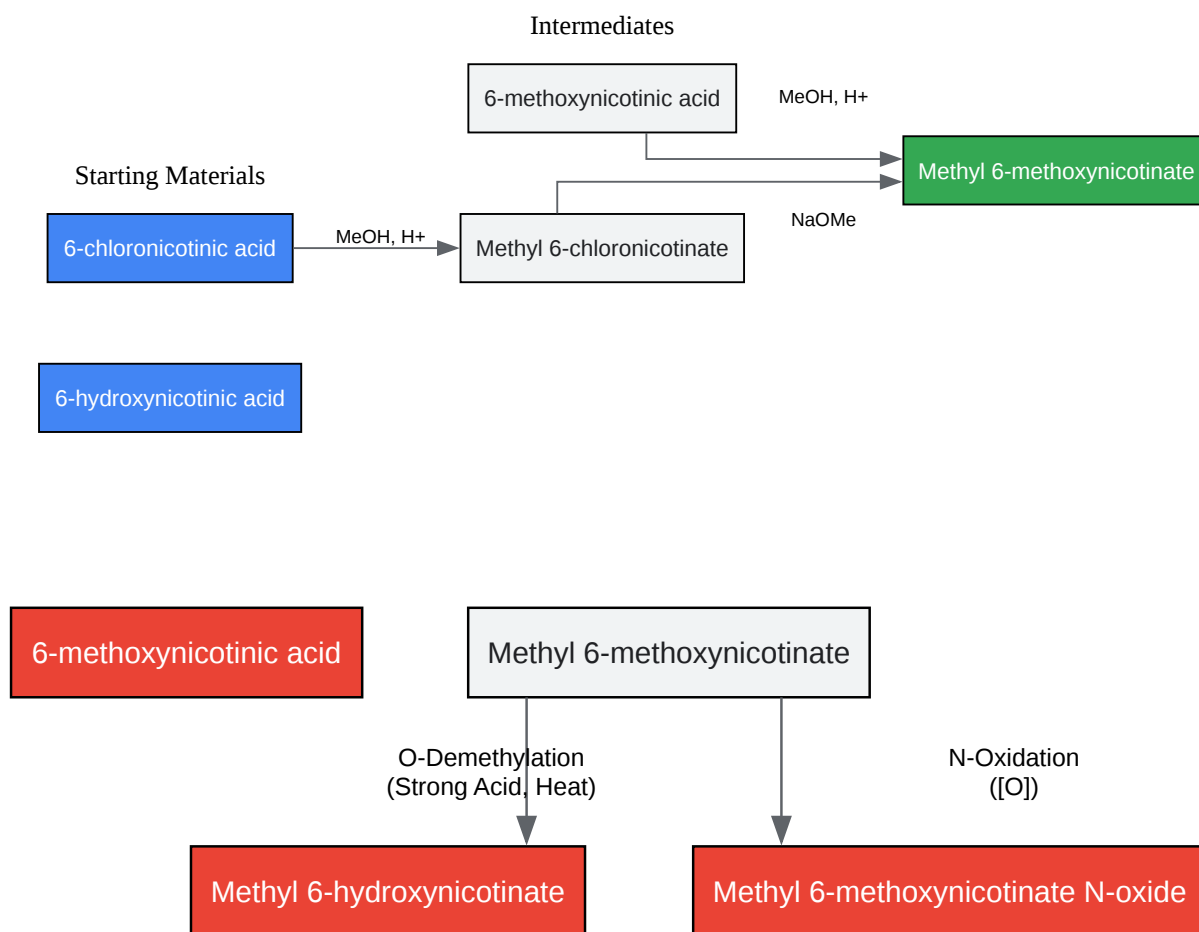 Intermediates
6-methoxynicotinic acid
MeOH, H+
Methyl 6-methoxynicotinate
Starting Materials
NaOMe
6-chloronicotinic acid
MeOH, H+
Methyl 6-chloronicotinate
6-hydroxynicotinic acid
6-methoxynicotinic acid
Methyl 6-methoxynicotinate
O-Demethylation
(Strong Acid, Heat)
N-Oxidation
([O])
Methyl 6-hydroxynicotinate
Methyl 6-methoxynicotinate N-oxide